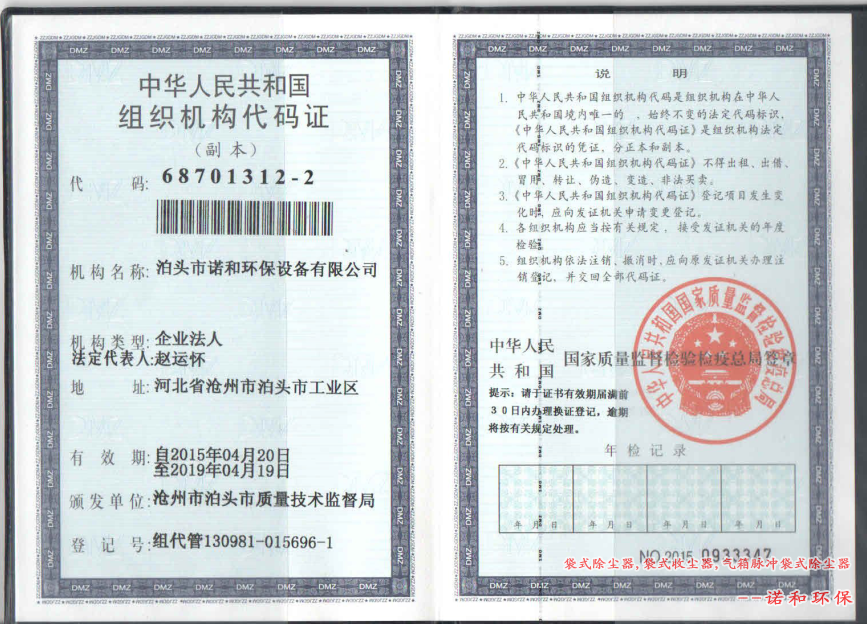 中华人民共和国
组织机构代码证
（副本）
代 码: 68701312-2
机构名称: 泊头市诺和环保设备有限公司
机构类型: 企业法人
法定代表人: 赵运怀
地 址: 河北省沧州市泊头市工业区
有 效 期: 自2015年04月20日
至2019年04月19日
颁发单位: 沧州市泊头市质量技术监督局
登 记 号: 组代管130981-015696-1
说 明
1. 中华人民共和国组织机构代码是组织机构在中华人
民共和国境内唯一的、始终不变的法定代码标识，
《中华人民共和国组织机构代码证》是组织机构法定
代码标识的凭证，分正本和副本。
2.《中华人民共和国组织机构代码证》不得出租、出借、
冒用、转让、伪造、变造、非法买卖。
3.《中华人民共和国组织机构代码证》登记项目发生变
化时，应向发证机关申请变更登记。
4. 各组织机构应当按有关规定，接受发证机关的年度
检验。
5. 组织机构依法注销、撤消时，应向原发证机关办理注
销登记，并交回全部代码证。
中华人民
共和国
国家质量监督检验检疫总局签章
中华人民共和国国家质量监督检验检疫总局
提示：请于证书有效期届满前
30日内办理换证登记，逾期
将按有关规定处理。
年检记录
年 月 日 年 月 日 年 月 日 年 月 日
NO.2015 0933347
袋式除尘器,袋式收尘器,气箱脉冲袋式除尘器
--诺和环保